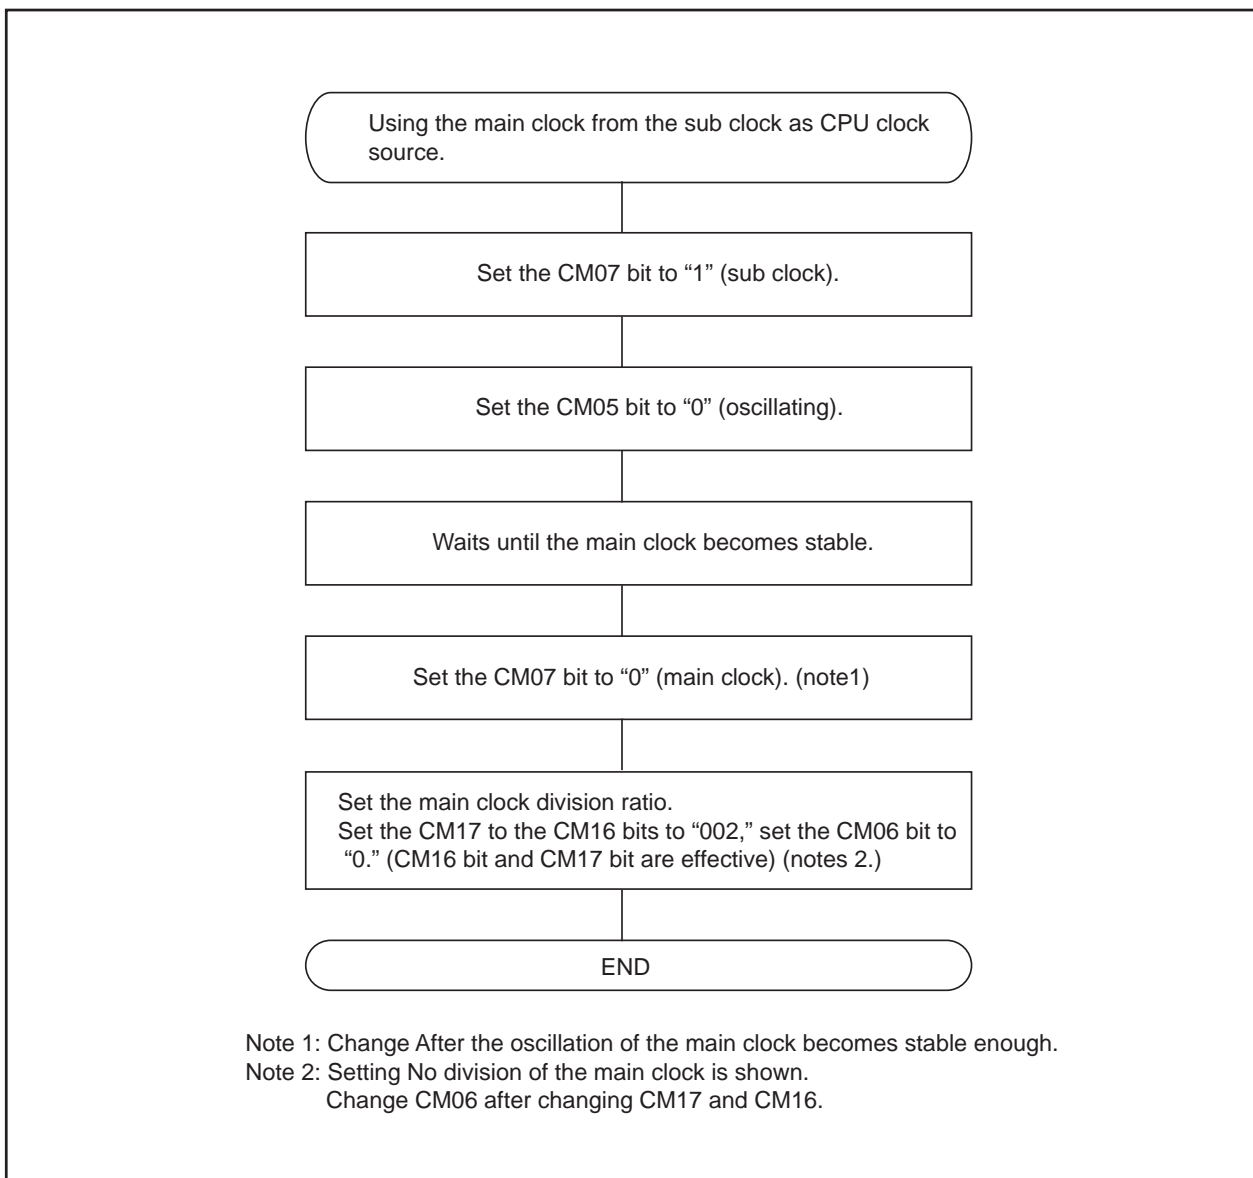 Using the main clock from the sub clock as CPU clock
source.
Set the CM07 bit to “1” (sub clock).
Set the CM05 bit to “0” (oscillating).
Waits until the main clock becomes stable.
Set the CM07 bit to “0” (main clock). (note1)
Set the main clock division ratio.
Set the CM17 to the CM16 bits to “002,” set the CM06 bit to
“0.” (CM16 bit and CM17 bit are effective) (notes 2.)
END
Note 1: Change After the oscillation of the main clock becomes stable enough.
Note 2: Setting No division of the main clock is shown.
Change CM06 after changing CM17 and CM16.